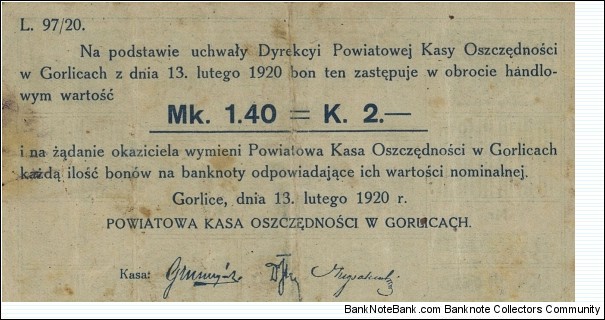 L. 97/20.
Na podstawie uchwały Dyrekcyi Powiatowej Kasy Oszczędności
w Gorlicach z dnia 13. lutego 1920 bon ten zastępuje w obrocie handlo-
wym wartość
Mk. 1.40 = K. 2.—
i na żądanie okaziciela wymieni Powiatowa Kasa Oszczędności w Gorlicach
każdą ilość bonów na banknoty odpowiadające ich wartości nominalnej.
Gorlice, dnia 13. lutego 1920 r.
POWIATOWA KASA OSZCZĘDNOŚCI W GORLICACH.
Kasa:
BankNoteBank.com Banknote Collectors Community